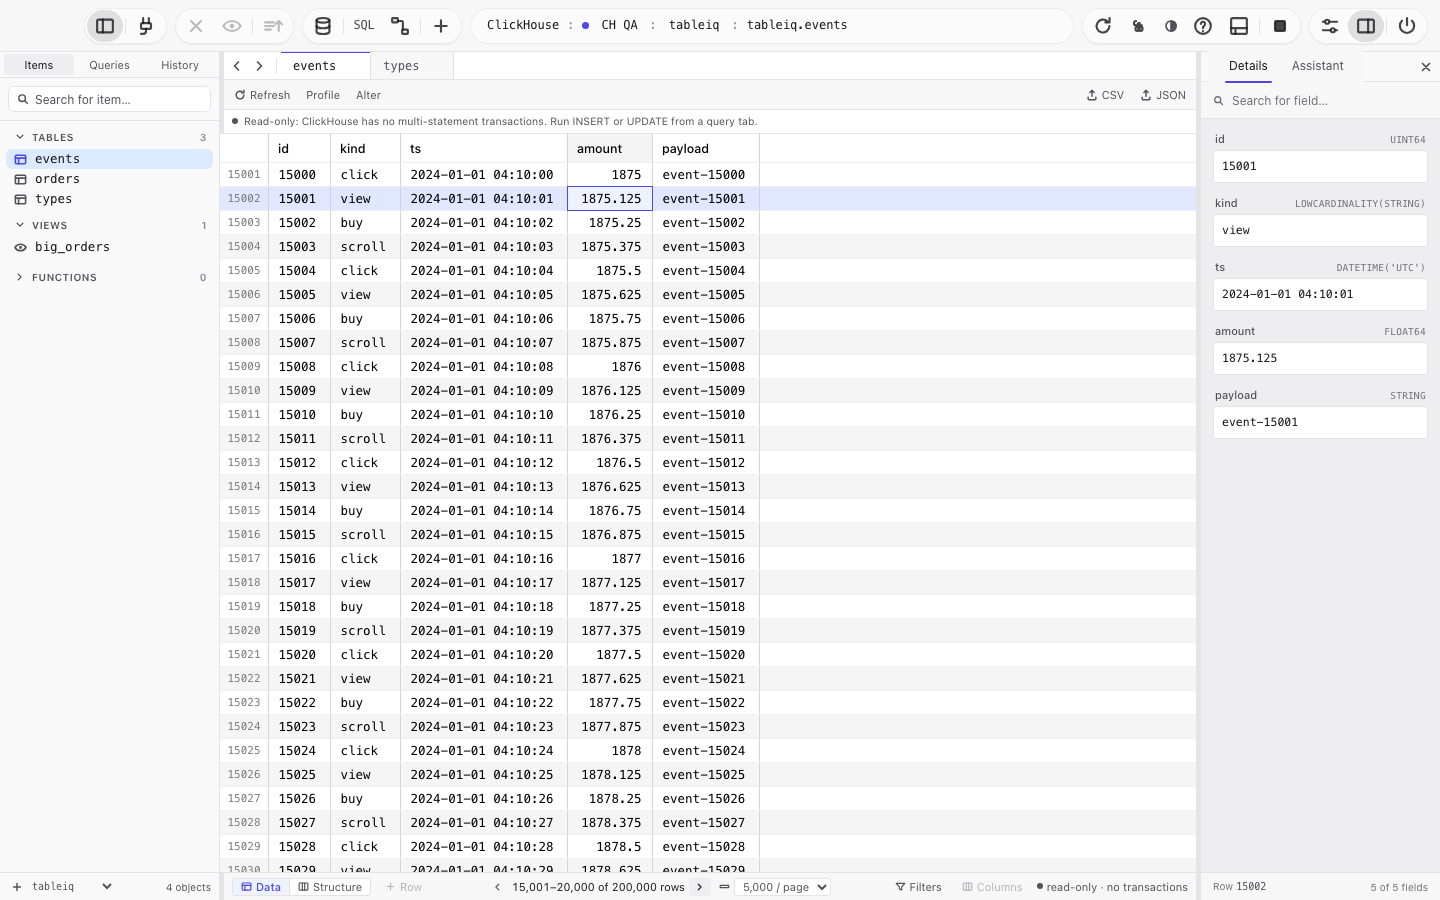 SQL
ClickHouse : CH QA : tableiq : tableiq.events
Items Queries History
Search for item...
TABLES 3
events
orders
types
VIEWS 1
big_orders
FUNCTIONS 0
tableiq 4 objects
events types
Refresh Profile Alter CSV JSON
Read-only: ClickHouse has no multi-statement transactions. Run INSERT or UPDATE from a query tab.
id kind ts amount payload
15001 15000 click 2024-01-01 04:10:00 1875 event-15000
15002 15001 view 2024-01-01 04:10:01 1875.125 event-15001
15003 15002 buy 2024-01-01 04:10:02 1875.25 event-15002
15004 15003 scroll 2024-01-01 04:10:03 1875.375 event-15003
15005 15004 click 2024-01-01 04:10:04 1875.5 event-15004
15006 15005 view 2024-01-01 04:10:05 1875.625 event-15005
15007 15006 buy 2024-01-01 04:10:06 1875.75 event-15006
15008 15007 scroll 2024-01-01 04:10:07 1875.875 event-15007
15009 15008 click 2024-01-01 04:10:08 1876 event-15008
15010 15009 view 2024-01-01 04:10:09 1876.125 event-15009
15011 15010 buy 2024-01-01 04:10:10 1876.25 event-15010
15012 15011 scroll 2024-01-01 04:10:11 1876.375 event-15011
15013 15012 click 2024-01-01 04:10:12 1876.5 event-15012
15014 15013 view 2024-01-01 04:10:13 1876.625 event-15013
15015 15014 buy 2024-01-01 04:10:14 1876.75 event-15014
15016 15015 scroll 2024-01-01 04:10:15 1876.875 event-15015
15017 15016 click 2024-01-01 04:10:16 1877 event-15016
15018 15017 view 2024-01-01 04:10:17 1877.125 event-15017
15019 15018 buy 2024-01-01 04:10:18 1877.25 event-15018
15020 15019 scroll 2024-01-01 04:10:19 1877.375 event-15019
15021 15020 click 2024-01-01 04:10:20 1877.5 event-15020
15022 15021 view 2024-01-01 04:10:21 1877.625 event-15021
15023 15022 buy 2024-01-01 04:10:22 1877.75 event-15022
15024 15023 scroll 2024-01-01 04:10:23 1877.875 event-15023
15025 15024 click 2024-01-01 04:10:24 1878 event-15024
15026 15025 view 2024-01-01 04:10:25 1878.125 event-15025
15027 15026 buy 2024-01-01 04:10:26 1878.25 event-15026
15028 15027 scroll 2024-01-01 04:10:27 1878.375 event-15027
15029 15028 click 2024-01-01 04:10:28 1878.5 event-15028
15030 15029 view 2024-01-01 04:10:29 1878.625 event-15029
Data Structure + Row 15,001–20,000 of 200,000 rows 5,000 / page Filters Columns read-only · no transactions
Details Assistant
Search for field...
id UINT64
15001
kind LOWCARDINALITY(STRING)
view
ts DATETIME('UTC')
2024-01-01 04:10:01
amount FLOAT64
1875.125
payload STRING
event-15001
Row 15002 5 of 5 fields